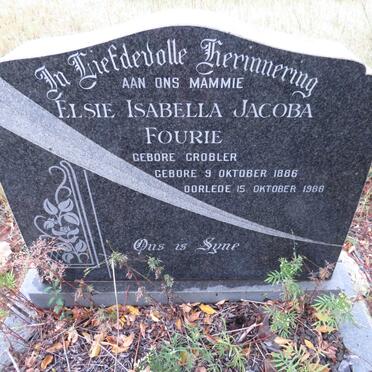 In Liefdevolle Herinnering
AAN ONS MAMMIE
ELSIE ISABELLA JACOBA
FOURIE
GEBORE GROBLER
GEBORE 9 OKTOBER 1886
OORLEDE 15 OKTOBER 1986
Ons is Syne